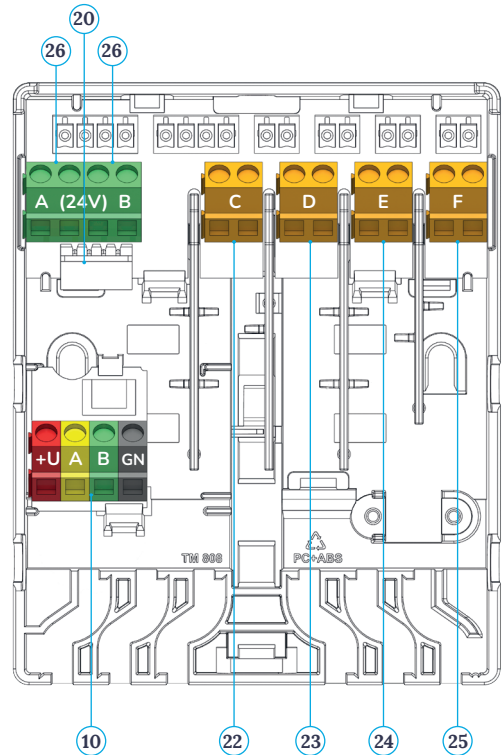 20
26 26
A (24V) B C D E F
+U A B GN
TM 808 PC+ABS
10 22 23 24 25